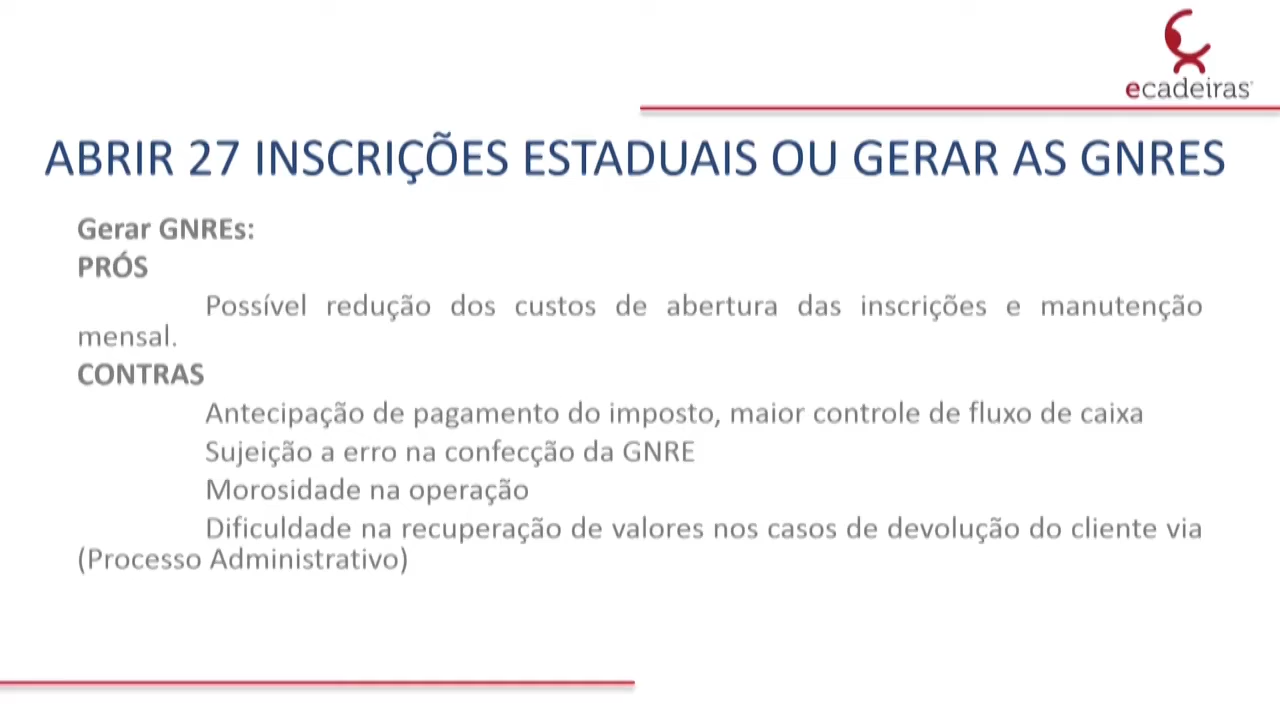 ecadeiras
ABRIR 27 INSCRIÇÕES ESTADUAIS OU GERAR AS GNRES
Gerar GNREs:
PRÓS
Possível redução dos custos de abertura das inscrições e manutenção
mensal.
CONTRAS
Antecipação de pagamento do imposto, maior controle de fluxo de caixa
Sujeição a erro na confecção da GNRE
Morosidade na operação
Dificuldade na recuperação de valores nos casos de devolução do cliente via
(Processo Administrativo)